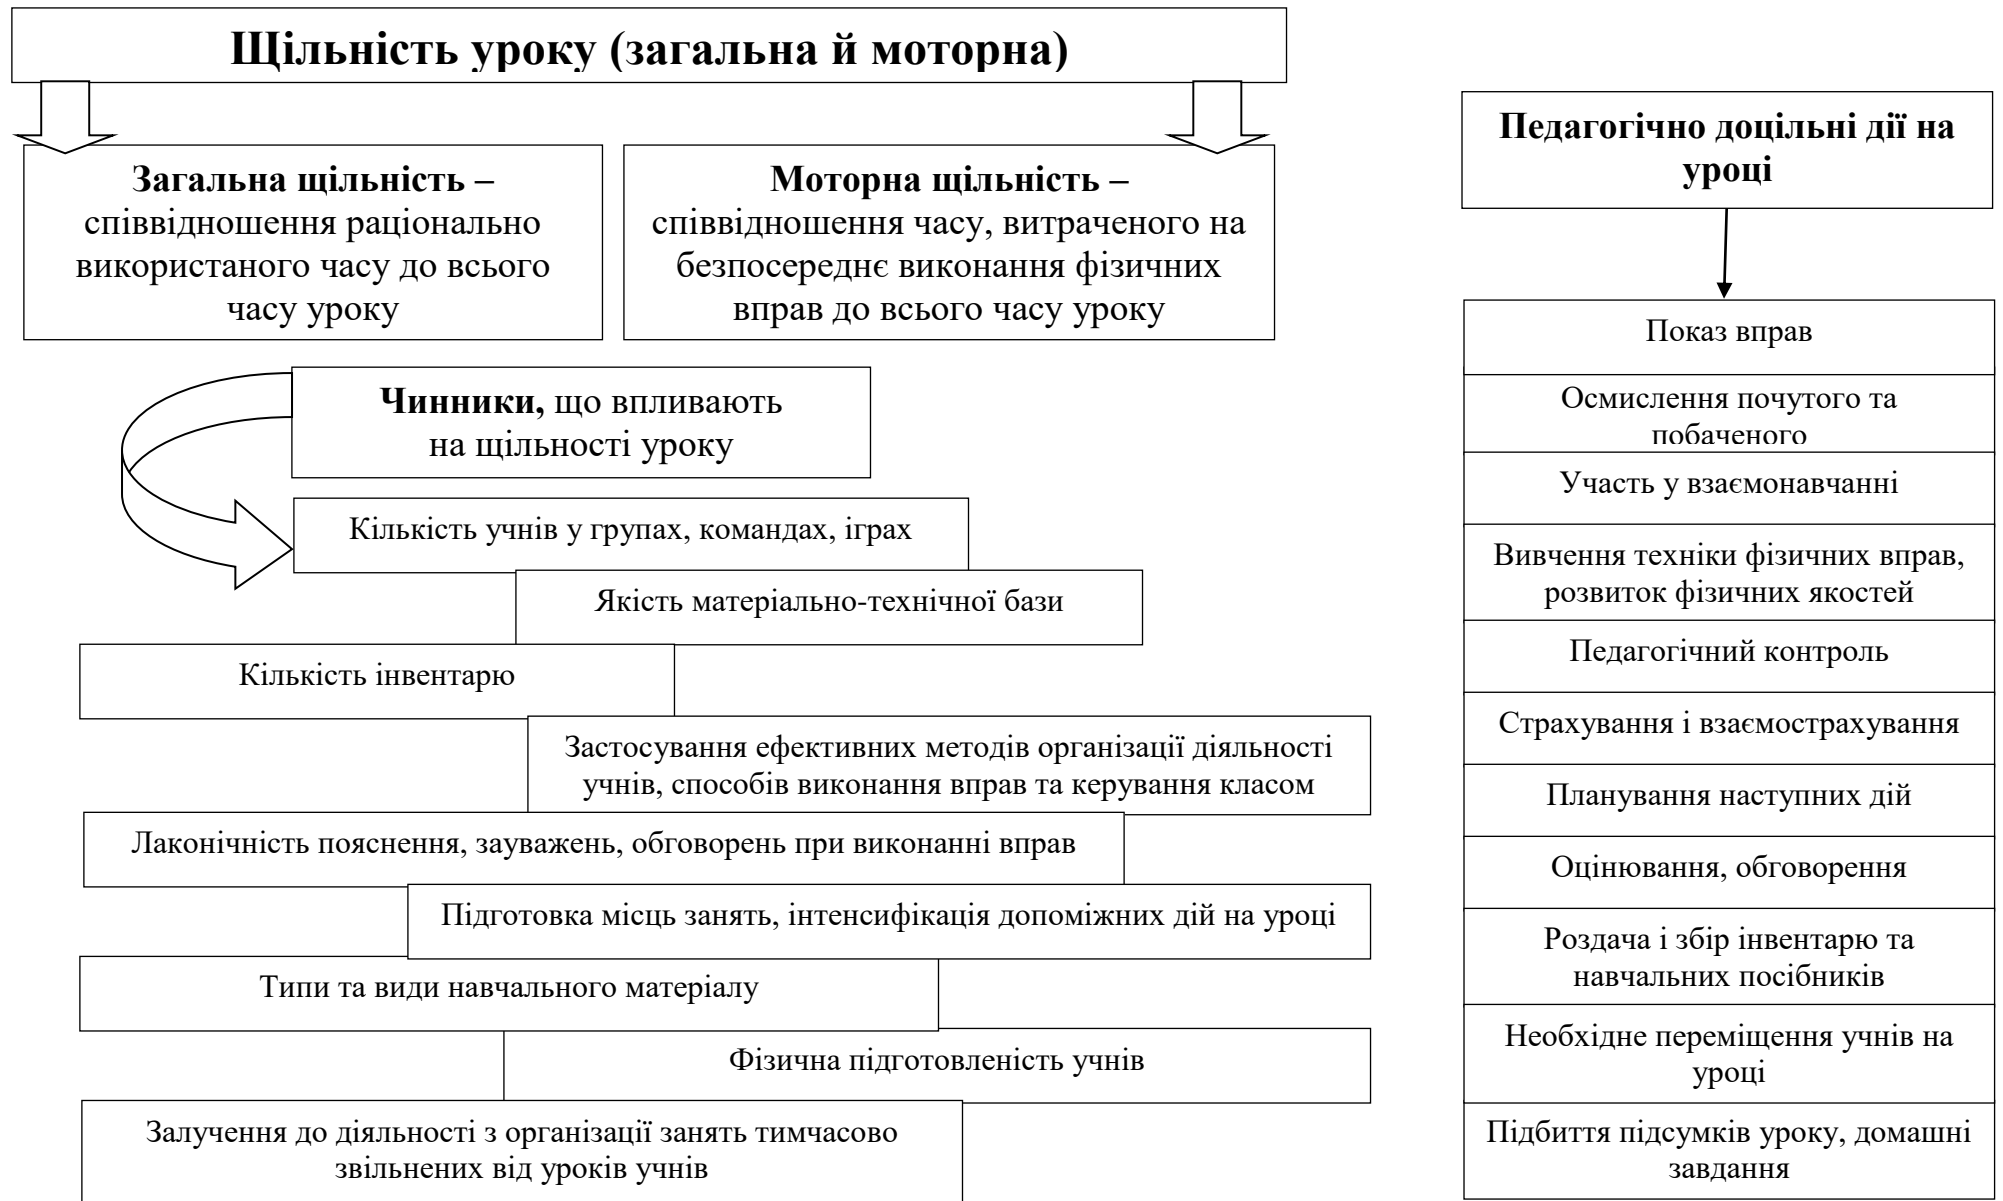 Щільність уроку (загальна й моторна)
Загальна щільність –
співвідношення раціонально
використаного часу до всього
часу уроку
Моторна щільність –
співвідношення часу, витраченого на
безпосереднє виконання фізичних
вправ до всього часу уроку
Чинники, що впливають
на щільності уроку
Кількість учнів у групах, командах, іграх
Якість матеріально-технічної бази
Кількість інвентарю
Застосування ефективних методів організації діяльності
учнів, способів виконання вправ та керування класом
Лаконічність пояснення, зауважень, обговорень при виконанні вправ
Підготовка місць занять, інтенсифікація допоміжних дій на уроці
Типи та види навчального матеріалу
Фізична підготовленість учнів
Залучення до діяльності з організації занять тимчасово
звільнених від уроків учнів
Педагогічно доцільні дії на
уроці
Показ вправ
Осмислення почутого та
побаченого
Участь у взаємонавчанні
Вивчення техніки фізичних вправ,
розвиток фізичних якостей
Педагогічний контроль
Страхування і взаємострахування
Планування наступних дій
Оцінювання, обговорення
Роздача і збір інвентарю та
навчальних посібників
Необхідне переміщення учнів на
уроці
Підбиття підсумків уроку, домашні
завдання